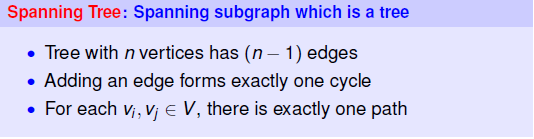 Spanning Tree: Spanning subgraph which is a tree
• Tree with n vertices has (n − 1) edges
• Adding an edge forms exactly one cycle
• For each vi, vj ∈ V, there is exactly one path